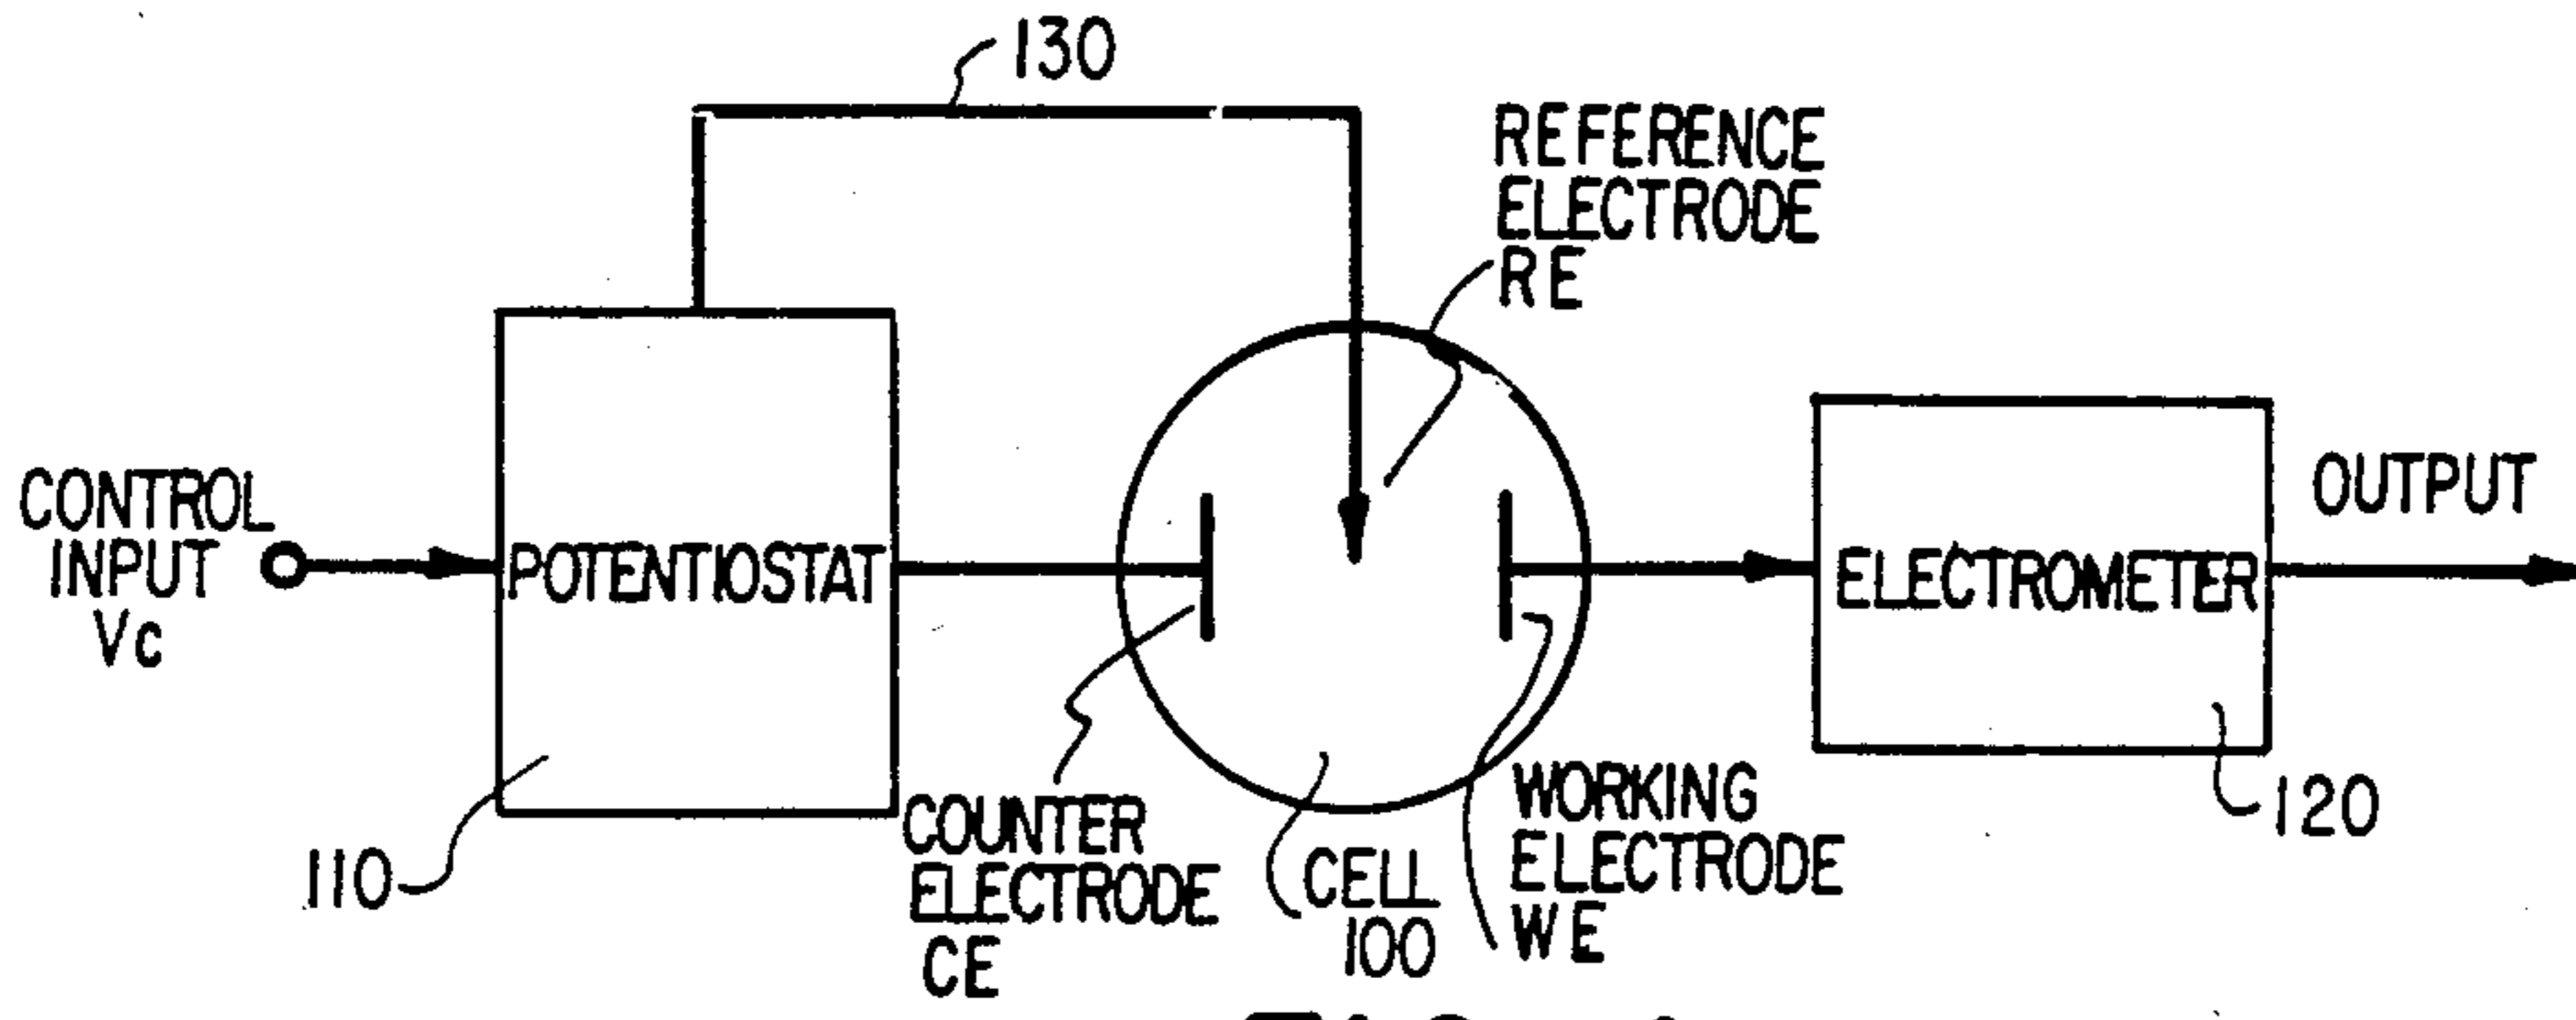 130
REFERENCE
ELECTRODE
RE
CONTROL
INPUT
Vc
POTENTIOSTAT
ELECTROMETER
OUTPUT
110
COUNTER
ELECTRODE
CE
CELL
100
WORKING
ELECTRODE
WE
120